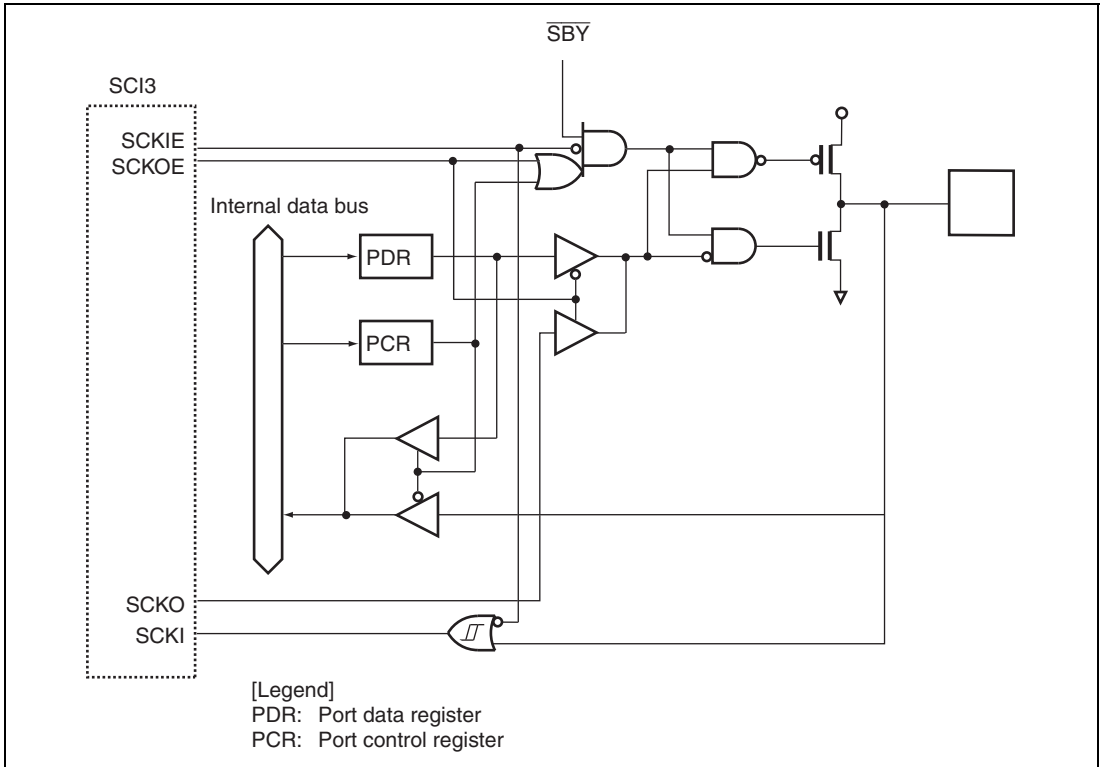 SBY
SCI3
SCKIE
SCKOE
Internal data bus
PDR
PCR
SCKO
SCKI
[Legend]
PDR: Port data register
PCR: Port control register